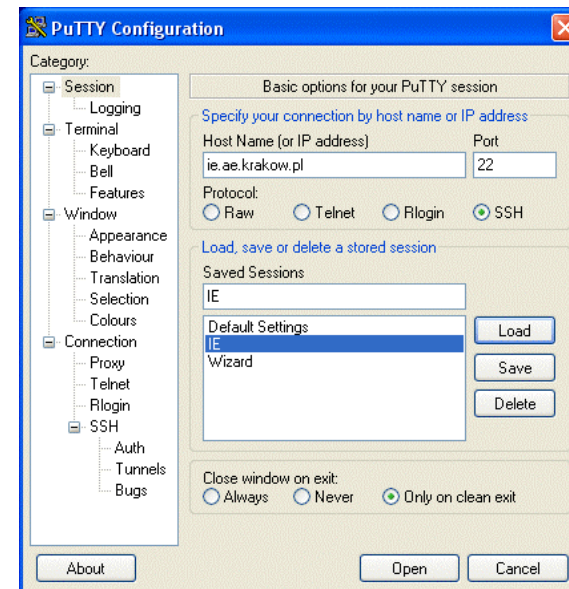 PuTTY Configuration
Category:
Session
Logging
Terminal
Keyboard
Bell
Features
Window
Appearance
Behaviour
Translation
Selection
Colours
Connection
Proxy
Telnet
Rlogin
SSH
Auth
Tunnels
Bugs
Basic options for your PuTTY session
Specify your connection by host name or IP address
Host Name (or IP address) Port
ie.ae.krakow.pl 22
Protocol:
Raw Telnet Rlogin SSH
Load, save or delete a stored session
Saved Sessions
IE
Default Settings
IE
Wizard
Load
Save
Delete
Close window on exit:
Always Never Only on clean exit
About Open Cancel